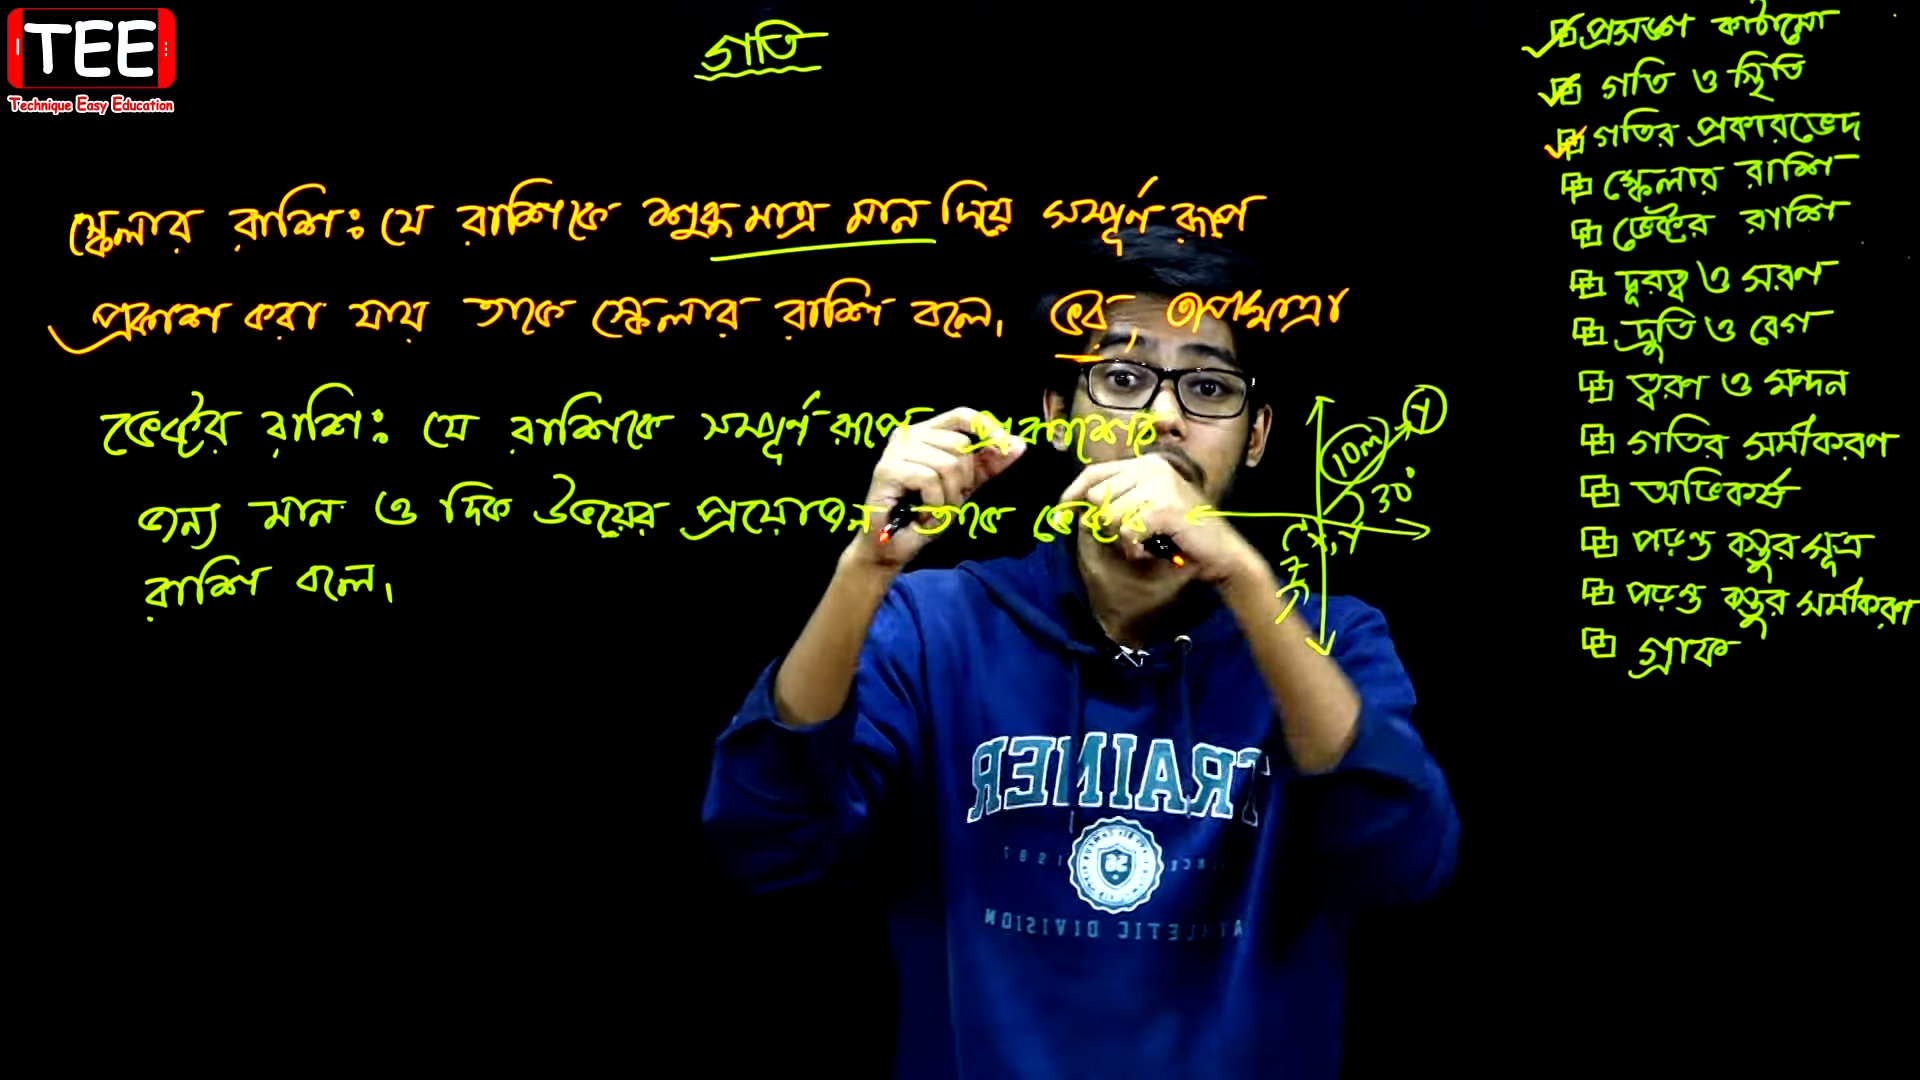 TEE
Technique Easy Education
গতি
স্কেলার রাশিঃ যে রাশিকে শুধু মাত্র মান দিয়ে সম্পূর্ণ রূপে
প্রকাশ করা যায় তাকে স্কেলার রাশি বলে। ভর, তাপমাত্রা
ভেক্টর রাশিঃ যে রাশিকে সম্পূর্ণ রূপে প্রকাশের
জন্য মান ও দিক উভয়ের প্রয়োজন তাকে ভেক্টর
রাশি বলে।
10m
30°
প্রসঙ্গ কাঠামো
গতি ও স্থিতি
গতির প্রকারভেদ
স্কেলার রাশি
ভেক্টর রাশি
দূরত্ব ও সরণ
দ্রুতি ও বেগ
ত্বরণ ও মন্দন
গতির সমীকরণ
অভিকর্ষ
পড়ন্ত বস্তুর সূত্র
পড়ন্ত বস্তুর সমীকরণ
গ্রাফ
TRAINER
ATHLETIC DIVISION